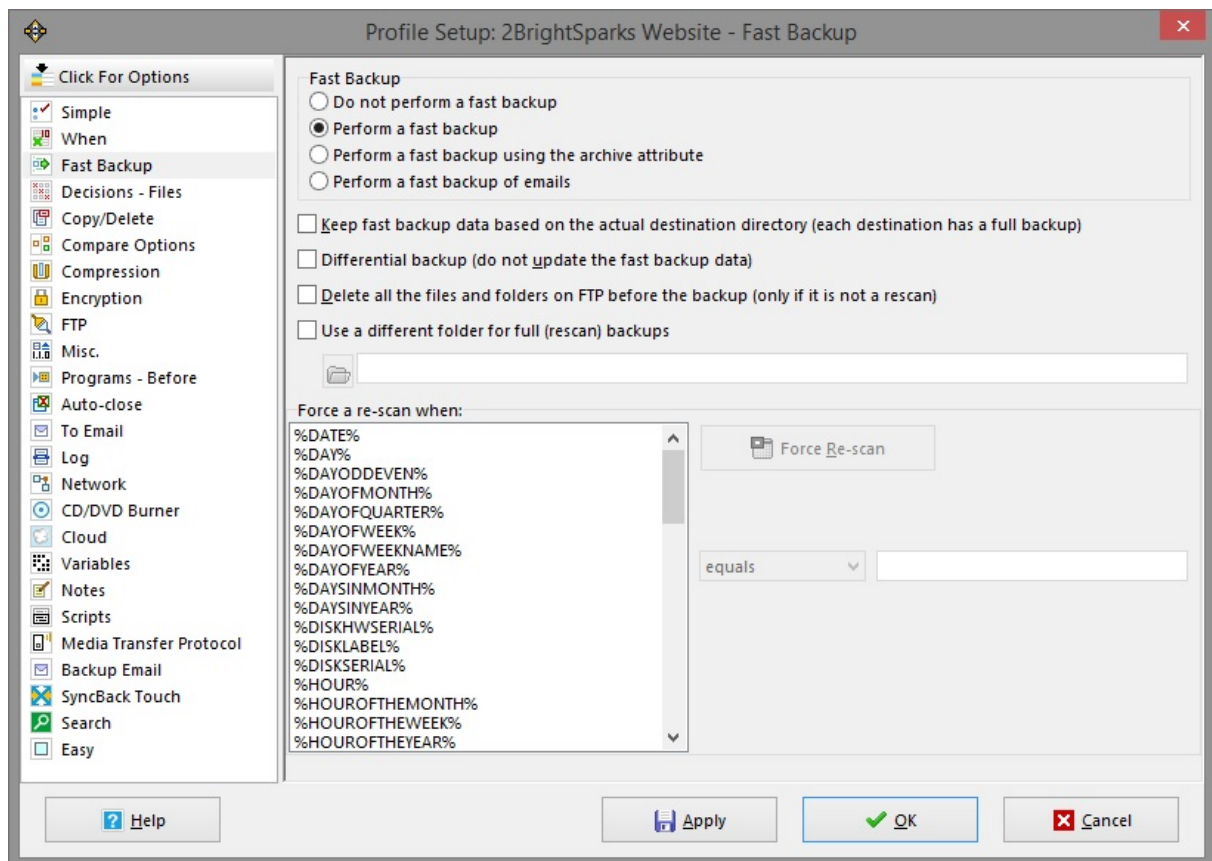 Profile Setup: 2BrightSparks Website - Fast Backup
Click For Options
Simple
When
Fast Backup
Decisions - Files
Copy/Delete
Compare Options
Compression
Encryption
FTP
Misc.
Programs - Before
Auto-close
To Email
Log
Network
CD/DVD Burner
Cloud
Variables
Notes
Scripts
Media Transfer Protocol
Backup Email
SyncBack Touch
Search
Easy
Fast Backup
Do not perform a fast backup
Perform a fast backup
Perform a fast backup using the archive attribute
Perform a fast backup of emails
Keep fast backup data based on the actual destination directory (each destination has a full backup)
Differential backup (do not update the fast backup data)
Delete all the files and folders on FTP before the backup (only if it is not a rescan)
Use a different folder for full (rescan) backups
Force a re-scan when:
%DATE%
%DAY%
%DAYODDEVEN%
%DAYOFMONTH%
%DAYOFQUARTER%
%DAYOFWEEK%
%DAYOFWEEKNAME%
%DAYOFYEAR%
%DAYSINMONTH%
%DAYSINYEAR%
%DISKHWSERIAL%
%DISKLABEL%
%DISKSERIAL%
%HOUR%
%HOUROFTHEMONTH%
%HOUROFTHEWEEK%
%HOUROFTHEYEAR%
Force Re-scan
equals
Help
Apply
OK
Cancel